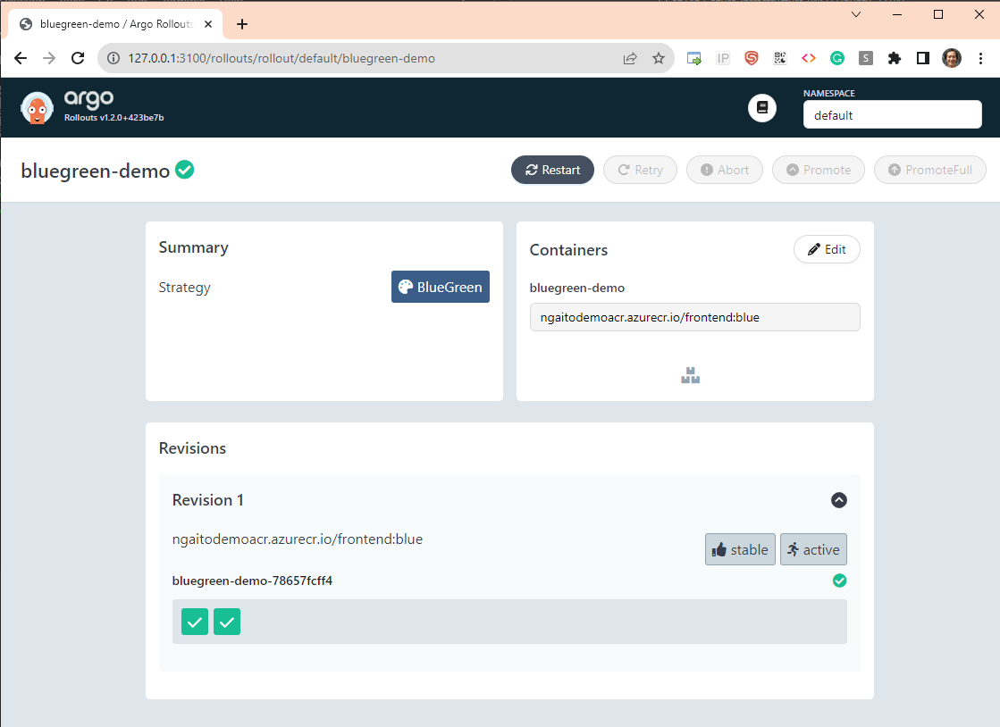 bluegreen-demo / Argo Rollouts
127.0.0.1:3100/rollouts/rollout/default/bluegreen-demo
IP
S
G
S
argo
Rollouts v1.2.0+423be7b
NAMESPACE
default
bluegreen-demo
Restart
Retry
Abort
Promote
PromoteFull
Summary
Strategy
BlueGreen
Containers
Edit
bluegreen-demo
ngaitodemoacr.azurecr.io/frontend:blue
Revisions
Revision 1
ngaitodemoacr.azurecr.io/frontend:blue
stable
active
bluegreen-demo-78657fcff4